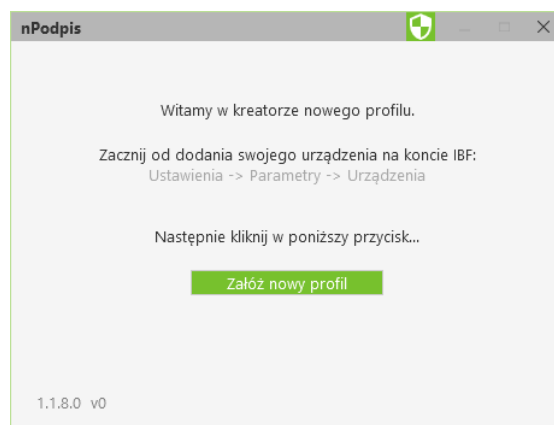 nPodpis
Witamy w kreatorze nowego profilu.
Zacznij od dodania swojego urządzenia na koncie IBF:
Ustawienia -> Parametry -> Urządzenia
Następnie kliknij w poniższy przycisk...
Załóż nowy profil
1.1.8.0 v0